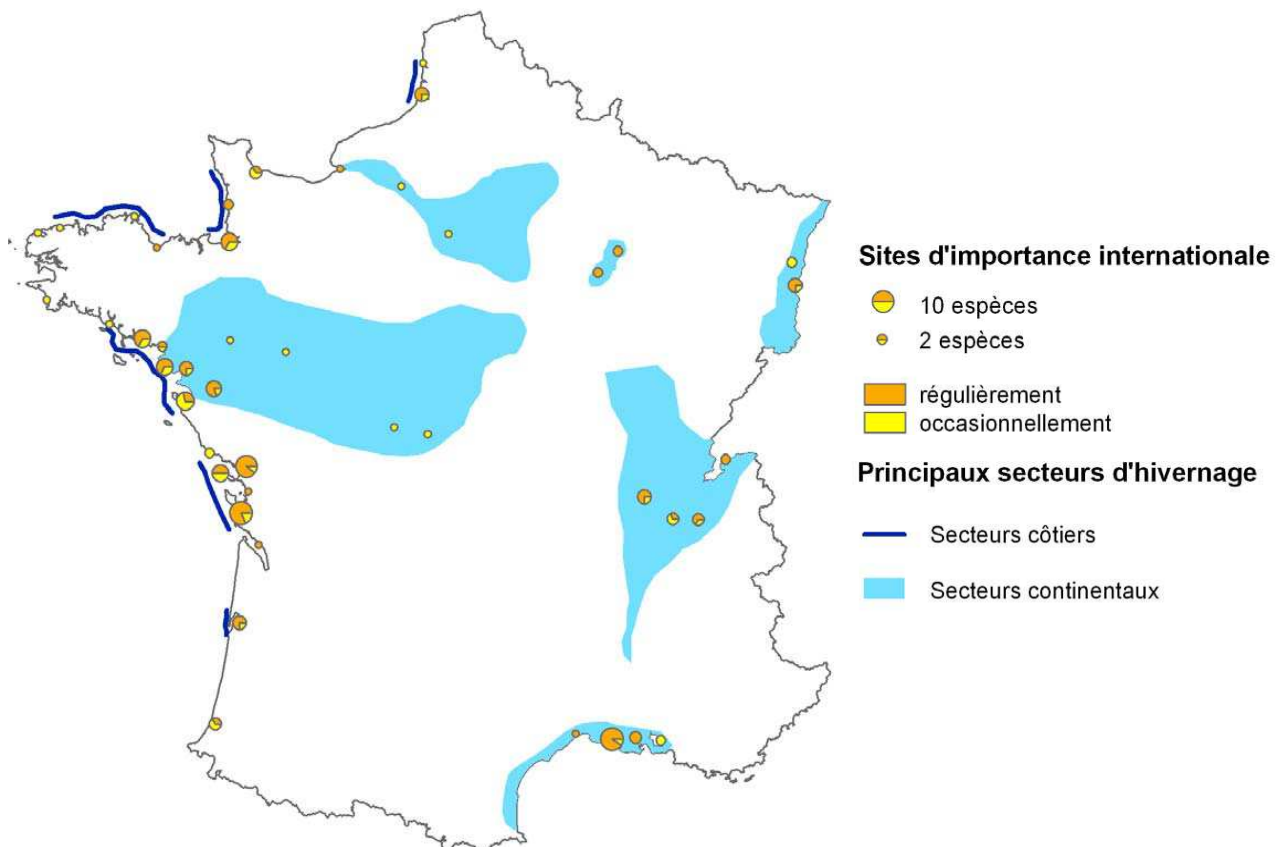 Sites d'importance internationale
10 espèces
2 espèces
régulièrement
occasionnellement
Principaux secteurs d'hivernage
Secteurs côtiers
Secteurs continentaux